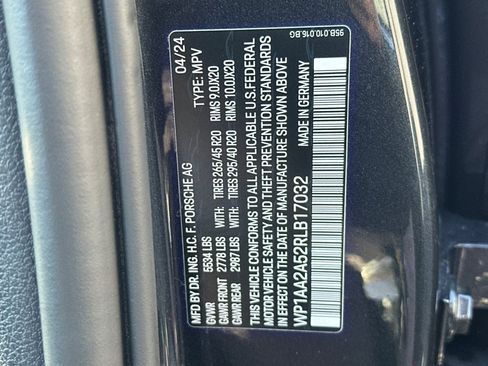 MFD BY DR. ING. H.C. F. PORSCHE AG 04/24
GVWR 5534 LBS TYPE: MPV
GAWR FRONT 2778 LBS WITH TIRES 265/45 R20 RIMS 9.0JX20
GAWR REAR 2987 LBS WITH TIRES 295/40 R20 RIMS 10.0JX20
THIS VEHICLE CONFORMS TO ALL APPLICABLE U.S. FEDERAL
MOTOR VEHICLE SAFETY AND THEFT PREVENTION STANDARDS
IN EFFECT ON THE DATE OF MANUFACTURE SHOWN ABOVE
WP1AA2A52RLB17032 MADE IN GERMANY
95B.010.016.BG